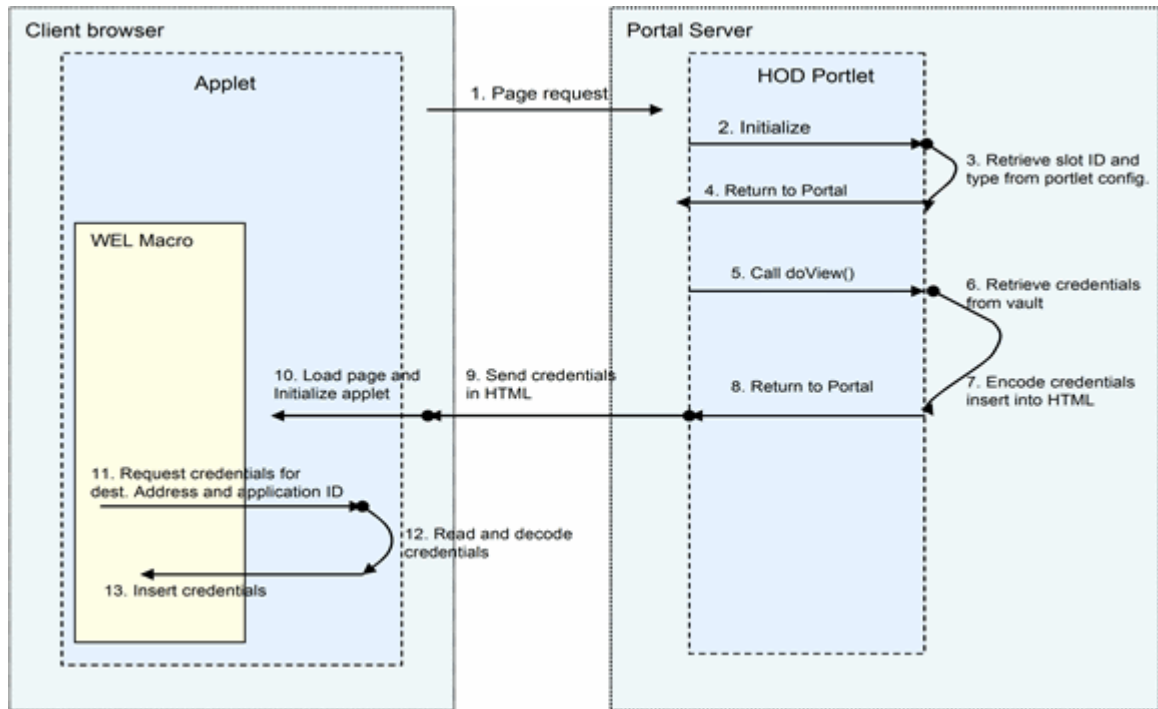 Client browser
Portal Server
Applet
HOD Portlet
1. Page request
2. Initialize
3. Retrieve slot ID and
type from portlet config.
4. Return to Portal
WEL Macro
5. Call doView()
6. Retrieve credentials
from vault
10. Load page and
Initialize applet
9. Send credentials
in HTML
8. Return to Portal
7. Encode credentials
insert into HTML
11. Request credentials for
dest. Address and application ID
12. Read and decode
credentials
13. Insert credentials